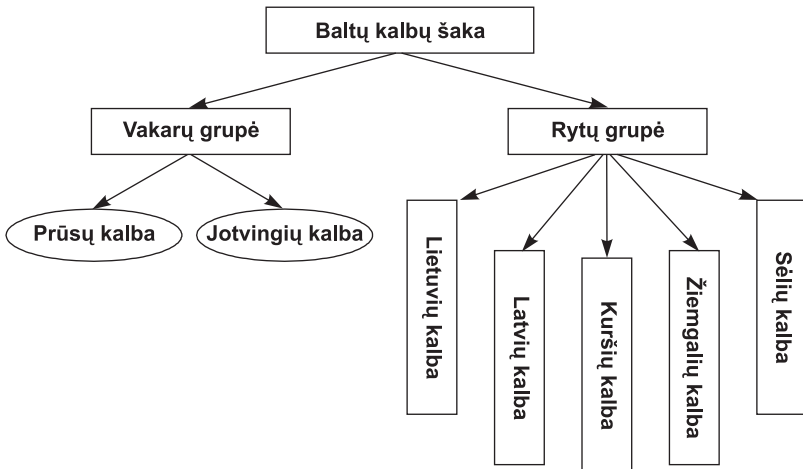 Baltų kalbų šaka
Vakarų grupė
Rytų grupė
Prūsų kalba
Jotvingių kalba
Lietuvių kalba
Latvių kalba
Kuršių kalba
Žiemgalių kalba
Sėlių kalba